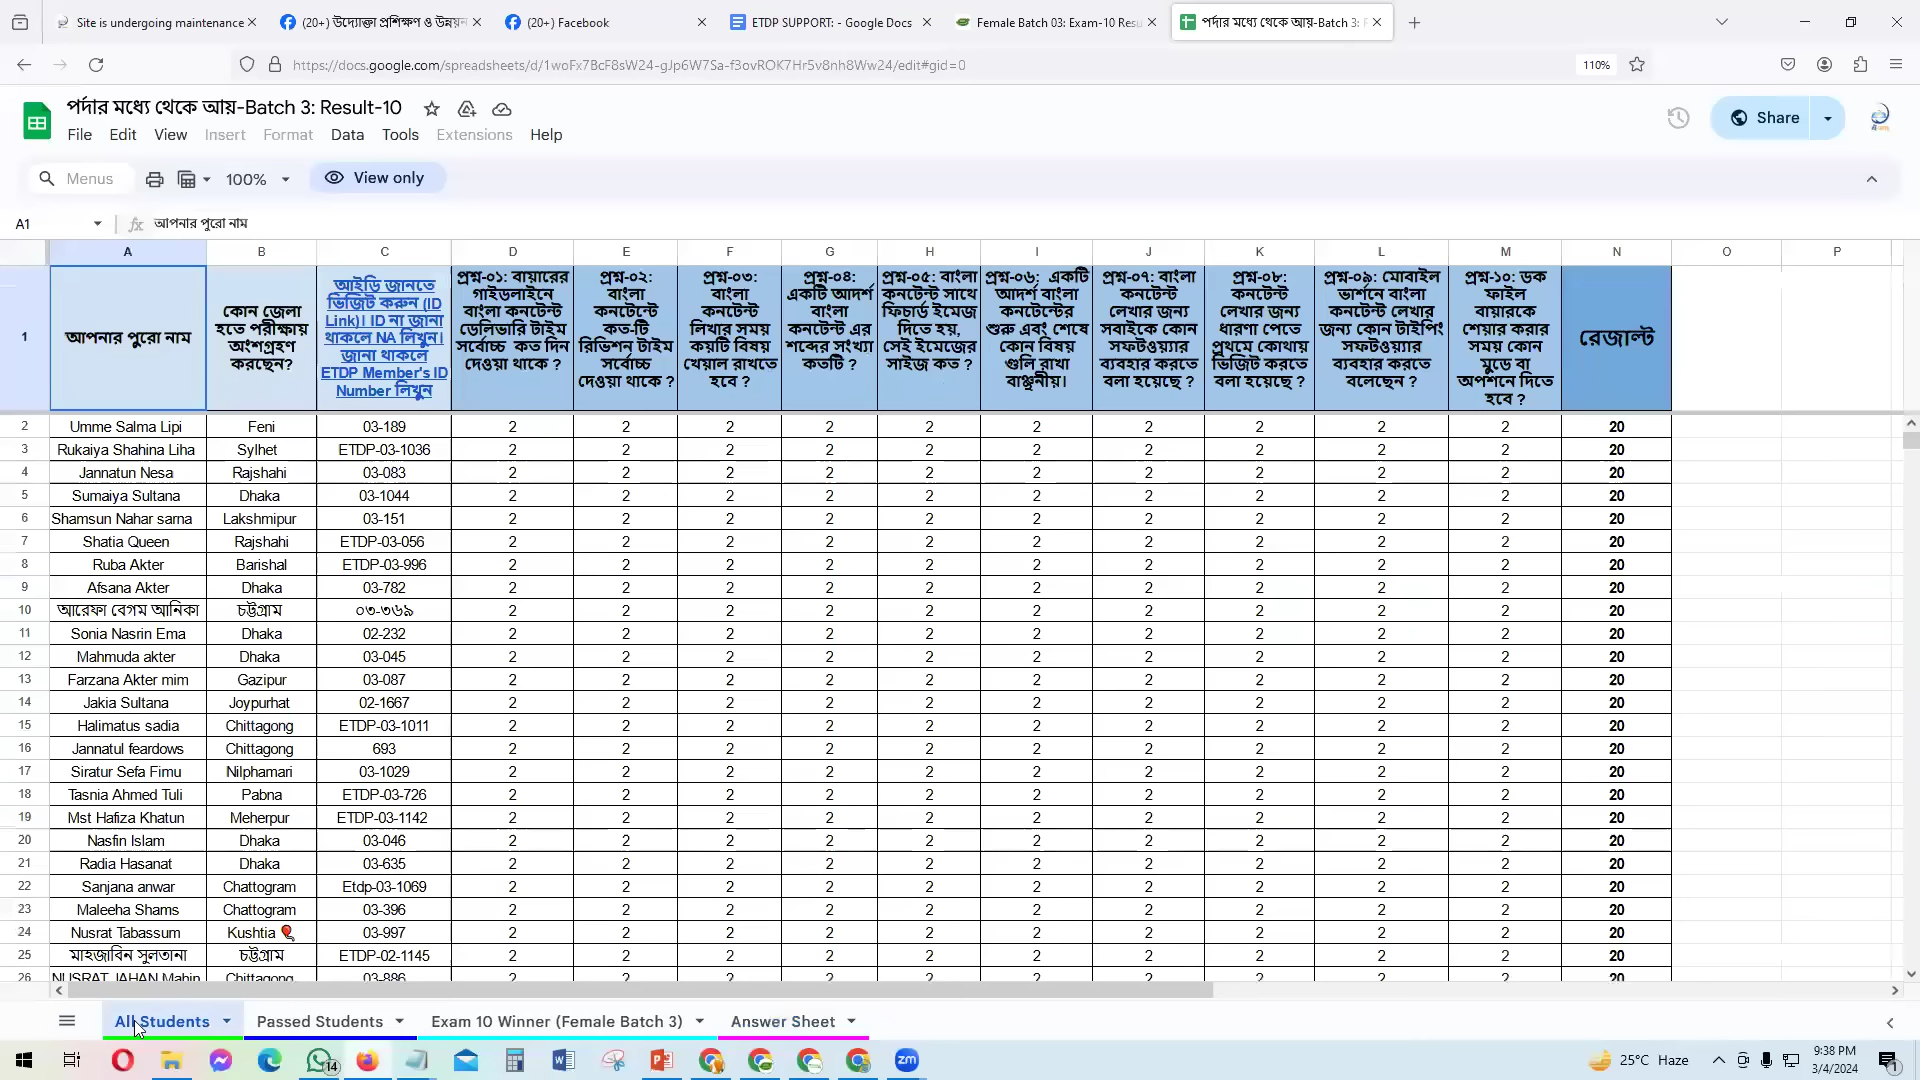 Site is undergoing maintenance
(20+) উদ্যোক্তা প্রশিক্ষণ ও উন্নয়ন
(20+) Facebook
ETDP SUPPORT: - Google Docs
Female Batch 03: Exam-10 Resu
পর্দার মধ্যে থেকে আয়-Batch 3: R
https://docs.google.com/spreadsheets/d/1woFx7BcF8sW24-gJp6W7Sa-f3ovROK7Hr5v8nh8Ww24/edit#gid=0
110%
পর্দার মধ্যে থেকে আয়-Batch 3: Result-10
File Edit View Insert Format Data Tools Extensions Help
Share
Menus 100% View only
A1 fx আপনার পুরো নাম
A B C D E F G H I J K L M N O P
1
আপনার পুরো নাম
কোন জেলা
হতে পরীক্ষায়
অংশগ্রহণ
করছেন?
আইডি জানতে
ভিজিট করুন (ID
Link)। ID না জানা
থাকলে NA লিখুন।
জানা থাকলে
ETDP Member's ID
Number লিখুন
প্রশ্ন-০১: বায়ারের
গাইডলাইনে
বাংলা কনটেন্ট
ডেলিভারি টাইম
সর্বোচ্চ কত দিন
দেওয়া থাকে ?
প্রশ্ন-০২:
বাংলা
কনটেন্টে
কত-টি
রিভিশন টাইম
সর্বোচ্চ
দেওয়া থাকে ?
প্রশ্ন-০৩:
বাংলা
কনটেন্ট
লিখার সময়
কয়টি বিষয়
খেয়াল রাখতে
হবে ?
প্রশ্ন-০৪:
একটি আদর্শ
বাংলা
কনটেন্ট এর
শব্দের সংখ্যা
কতটি ?
প্রশ্ন-০৫: বাংলা
কনটেন্ট সাথে
ফিচার্ড ইমেজ
দিতে হয়,
সেই ইমেজের
সাইজ কত ?
প্রশ্ন-০৬: একটি
আদর্শ বাংলা
কনটেন্টের
শুরু এবং শেষে
কোন বিষয়
গুলি রাখা
বাঞ্ছনীয়।
প্রশ্ন-০৭: বাংলা
কনটেন্ট
লেখার জন্য
সবাইকে কোন
সফটওয়্যার
ব্যবহার করতে
বলা হয়েছে ?
প্রশ্ন-০৮:
কনটেন্ট
লেখার জন্য
ধারণা পেতে
প্রথমে কোথায়
ভিজিট করতে
বলা হয়েছে ?
প্রশ্ন-০৯: মোবাইল
ভার্শনে বাংলা
কনটেন্ট লেখার
জন্য কোন টাইপিং
সফটওয়্যার
ব্যবহার করতে
বলেছেন ?
প্রশ্ন-১০: ডক
ফাইল
বায়ারকে
শেয়ার করার
সময় কোন
মুডে বা
অপশনে দিতে
হবে ?
রেজাল্ট
2 Umme Salma Lipi Feni 03-189 2 2 2 2 2 2 2 2 2 2 20
3 Rukaiya Shahina Liha Sylhet ETDP-03-1036 2 2 2 2 2 2 2 2 2 2 20
4 Jannatun Nesa Rajshahi 03-083 2 2 2 2 2 2 2 2 2 2 20
5 Sumaiya Sultana Dhaka 03-1044 2 2 2 2 2 2 2 2 2 2 20
6 Shamsun Nahar sarna Lakshmipur 03-151 2 2 2 2 2 2 2 2 2 2 20
7 Shatia Queen Rajshahi ETDP-03-056 2 2 2 2 2 2 2 2 2 2 20
8 Ruba Akter Barishal ETDP-03-996 2 2 2 2 2 2 2 2 2 2 20
9 Afsana Akter Dhaka 03-782 2 2 2 2 2 2 2 2 2 2 20
10 আরেফা বেগম আনিকা চট্টগ্রাম ০৩-৩৬৯ 2 2 2 2 2 2 2 2 2 2 20
11 Sonia Nasrin Ema Dhaka 02-232 2 2 2 2 2 2 2 2 2 2 20
12 Mahmuda akter Dhaka 03-045 2 2 2 2 2 2 2 2 2 2 20
13 Farzana Akter mim Gazipur 03-087 2 2 2 2 2 2 2 2 2 2 20
14 Jakia Sultana Joypurhat 02-1667 2 2 2 2 2 2 2 2 2 2 20
15 Halimatus sadia Chittagong ETDP-03-1011 2 2 2 2 2 2 2 2 2 2 20
16 Jannatul feardows Chittagong 693 2 2 2 2 2 2 2 2 2 2 20
17 Siratur Sefa Fimu Nilphamari 03-1029 2 2 2 2 2 2 2 2 2 2 20
18 Tasnia Ahmed Tuli Pabna ETDP-03-726 2 2 2 2 2 2 2 2 2 2 20
19 Mst Hafiza Khatun Meherpur ETDP-03-1142 2 2 2 2 2 2 2 2 2 2 20
20 Nasfin Islam Dhaka 03-046 2 2 2 2 2 2 2 2 2 2 20
21 Radia Hasanat Dhaka 03-635 2 2 2 2 2 2 2 2 2 2 20
22 Sanjana anwar Chattogram Etdp-03-1069 2 2 2 2 2 2 2 2 2 2 20
23 Maleeha Shams Chattogram 03-396 2 2 2 2 2 2 2 2 2 2 20
24 Nusrat Tabassum Kushtia 03-997 2 2 2 2 2 2 2 2 2 2 20
25 মাহজাবিন সুলতানা চট্টগ্রাম ETDP-02-1145 2 2 2 2 2 2 2 2 2 2 20
26 NUSRAT JAHAN Mahin Chittagong 03-886 2 2 2 2 2 2 2 2 2 2 20
All Students Passed Students Exam 10 Winner (Female Batch 3) Answer Sheet
14
zm
25°C Haze
9:38 PM
3/4/2024
1